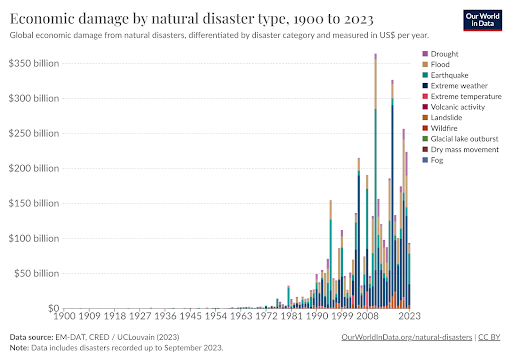 Economic damage by natural disaster type, 1900 to 2023
Our World
in Data
Global economic damage from natural disasters, differentiated by disaster category and measured in US$ per year.
$350 billion
$300 billion
$250 billion
$200 billion
$150 billion
$100 billion
$50 billion
$0
1900 1909 1918 1927 1936 1945 1954 1963 1972 1981 1990 1999 2008 2023
Drought
Flood
Earthquake
Extreme weather
Extreme temperature
Volcanic activity
Landslide
Wildfire
Glacial lake outburst
Dry mass movement
Fog
Data source: EM-DAT, CRED / UCLouvain (2023)
OurWorldInData.org/natural-disasters | CC BY
Note: Data includes disasters recorded up to September 2023.